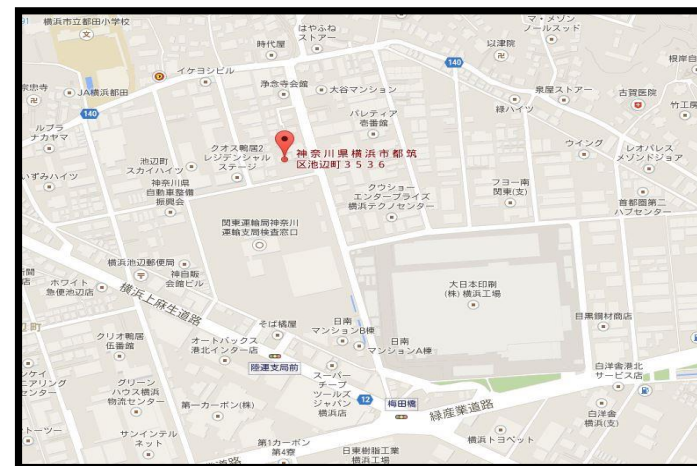 横浜市立都田小学校
はやふね
ストアー
マ・メゾン
ノールスッド
時代屋
以津院
イケヨシビル
浄念寺会館
大谷マンション
140
根岸自
宗忠寺
JA横浜都田
泉屋ストアー
古賀医院
緑ハイツ
竹工房
140
バレティア
壱番館
ルプラ
ナカヤマ
クオス鴨居2
レジデンシャル
ステージ
神奈川県横浜市都筑
区池辺町3536
ウイング
レオパレス
メゾンドジョア
池辺町
スカイハイツ
いずみハイツ
神奈川県
自動車整備
振興会
クウショー
エンタープライズ
横浜テクノセンター
フヨー南
関東(支)
首都圏第二
ハブセンター
関東運輸局神奈川
運輸支局検査窓口
横浜池辺郵便局
神自販
会館ビル
ホワイト
急便池辺店
横浜上麻生道路
大日本印刷
(株) 横浜工場
そば橘屋
日南
マンションB棟
目黒鋼材商店
クリオ鴨居
伍番館
オートバックス
港北インター店
日南
マンションA棟
陸運支局前
白洋舎港北
サービス店
グリーン
ハウス横浜
物流センター
スーパー
チープ
ツールズ
ジャパン
横浜店
第一カーボン(株)
12
梅田橋
緑産業道路
白洋舎
横浜(支)
サンインテル
ネット
第1カーボン
第4寮
日東樹脂工業
横浜工場
横浜トヨペット